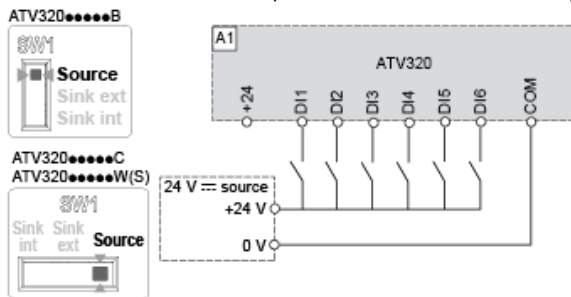 ATV320●●●●●B
SW1
Source
Sink ext
Sink int
ATV320●●●●●C
ATV320●●●●●W(S)
SW1
Sink int
Sink ext
Source
A1
ATV320
+24
DI1
DI2
DI3
DI4
DI5
DI6
COM
24 V ⎓ source
+24 V
0 V